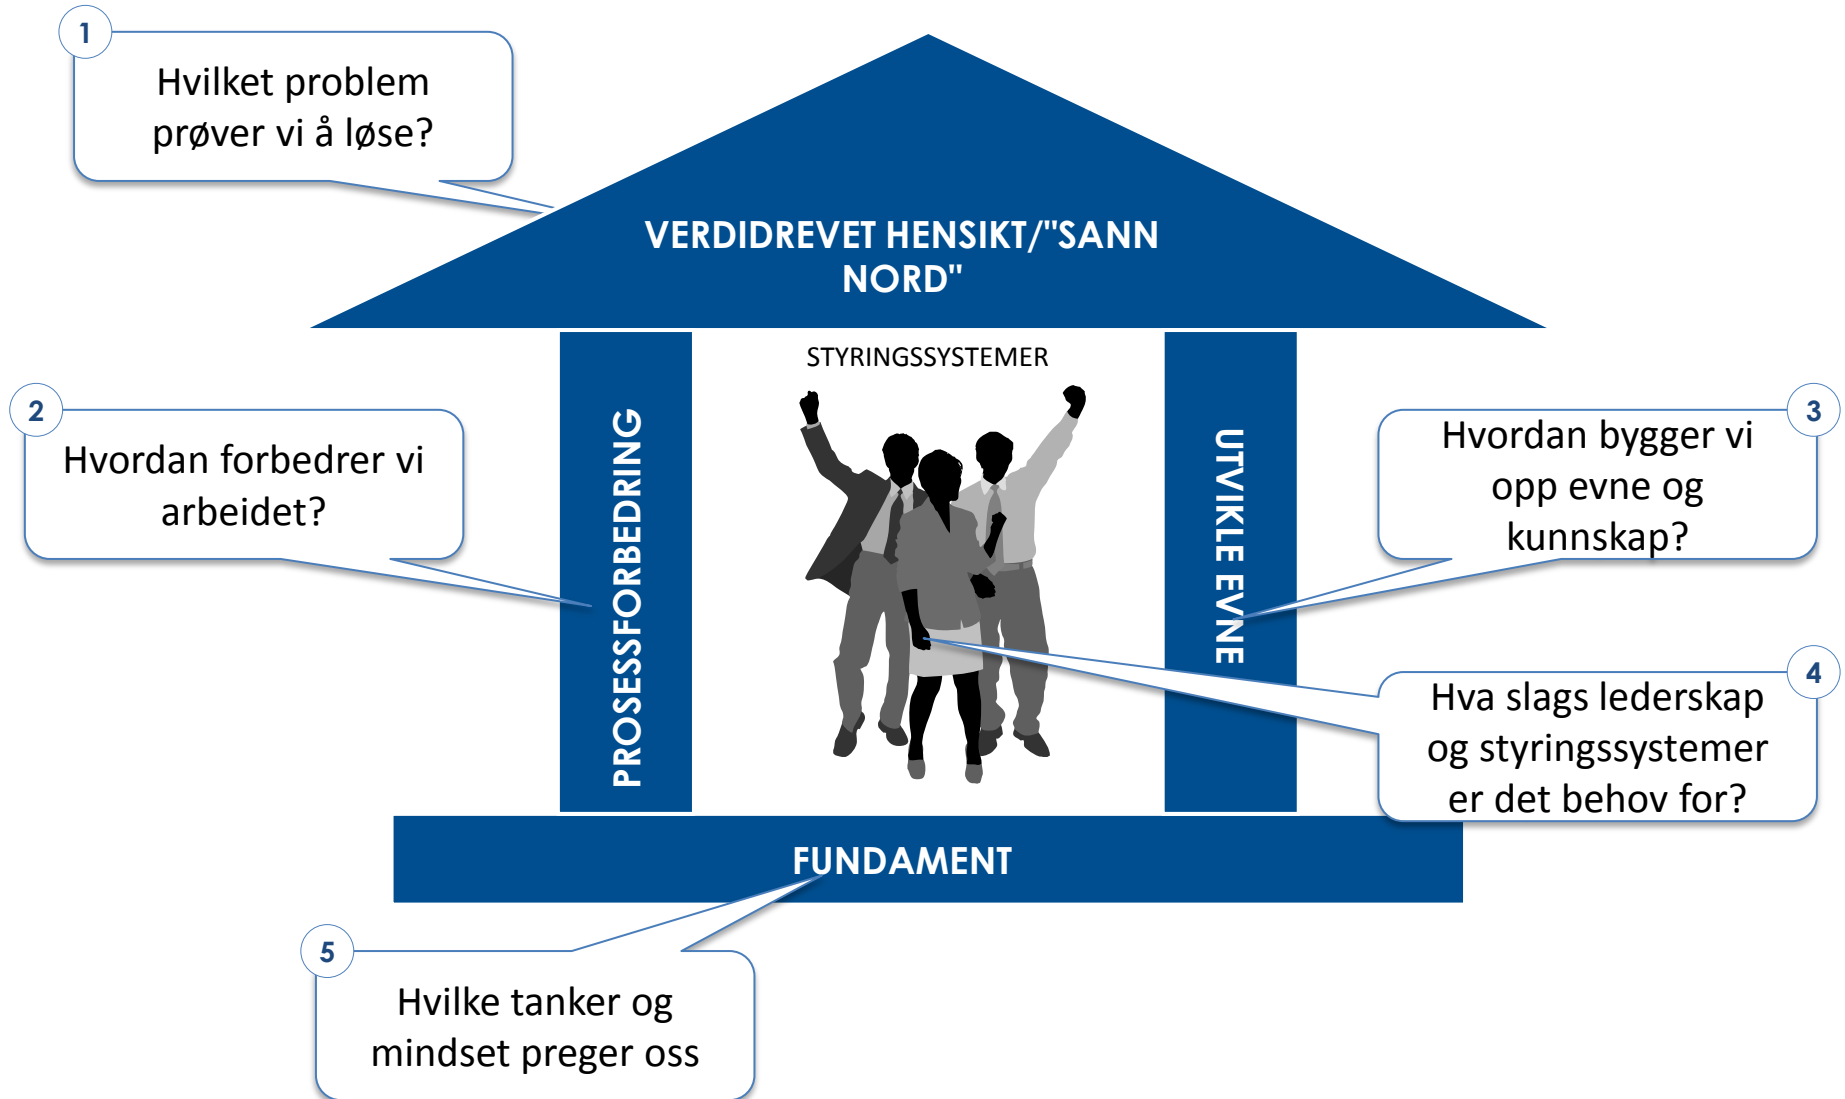 1
Hvilket problem
prøver vi å løse?
VERDIDREVET HENSIKT/"SANN
NORD"
STYRINGSSYSTEMER
2
Hvordan forbedrer vi
arbeidet?
PROSESSFORBEDRING
UTVIKLE EVNE
3
Hvordan bygger vi
opp evne og
kunnskap?
4
Hva slags lederskap
og styringssystemer
er det behov for?
FUNDAMENT
5
Hvilke tanker og
mindset preger oss